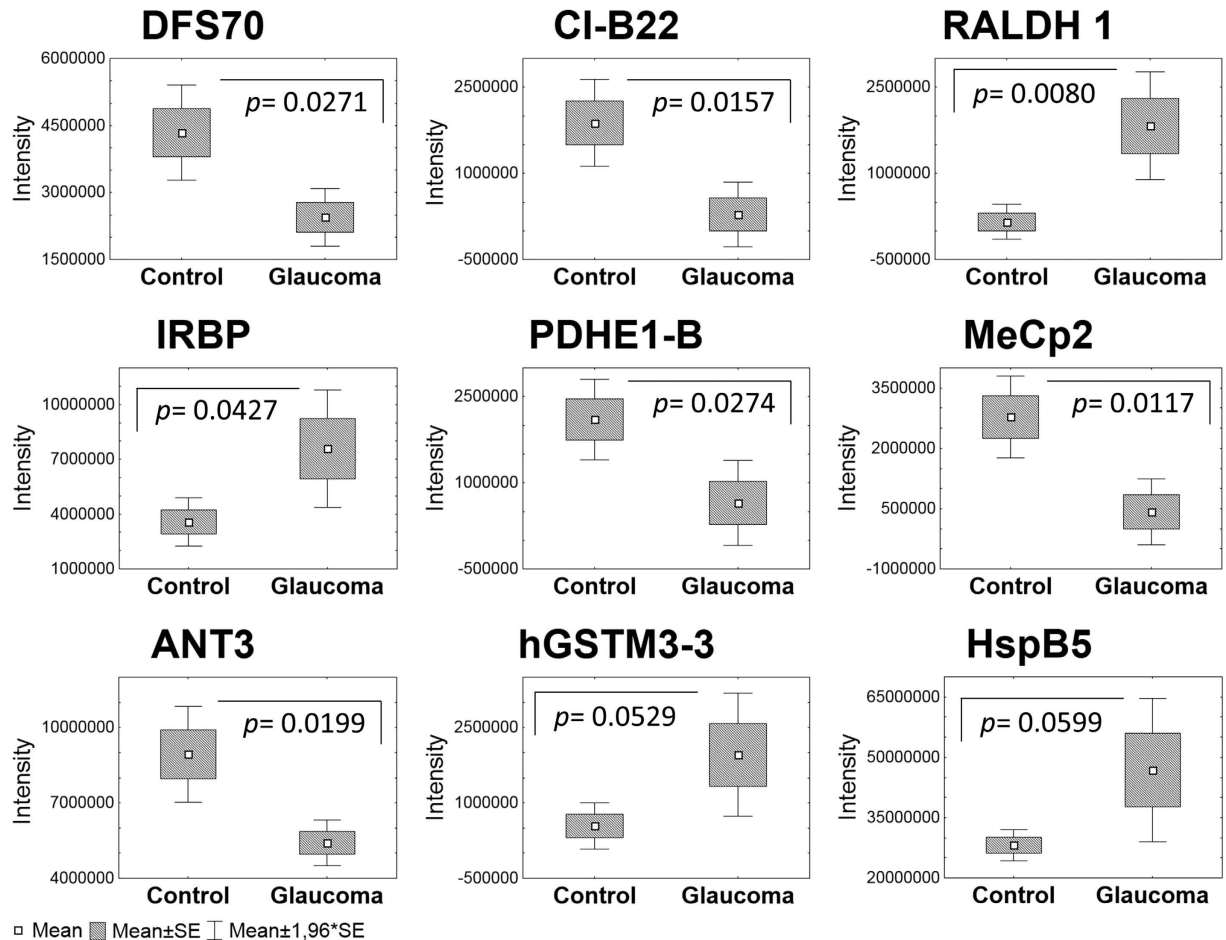 DFS70
CI-B22
RALDH 1
6000000
4500000
3000000
1500000
Intensity
p= 0.0271
Control
Glaucoma
2500000
1000000
-500000
Intensity
p= 0.0157
Control
Glaucoma
2500000
1000000
-500000
Intensity
p= 0.0080
Control
Glaucoma
IRBP
PDHE1-B
MeCp2
10000000
7000000
4000000
1000000
Intensity
p= 0.0427
Control
Glaucoma
2500000
1000000
-500000
Intensity
p= 0.0274
Control
Glaucoma
3500000
2000000
500000
-1000000
Intensity
p= 0.0117
Control
Glaucoma
ANT3
hGSTM3-3
HspB5
10000000
7000000
4000000
Intensity
p= 0.0199
Control
Glaucoma
2500000
1000000
-500000
Intensity
p= 0.0529
Control
Glaucoma
65000000
50000000
35000000
20000000
Intensity
p= 0.0599
Control
Glaucoma
Mean Mean±SE Mean±1,96*SE